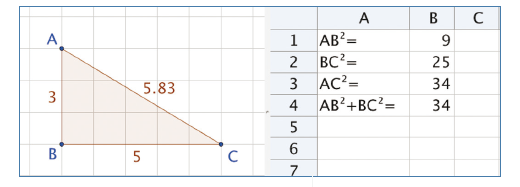 A
3
5.83
B
5
C
A B C
1 AB²= 9
2 BC²= 25
3 AC²= 34
4 AB²+BC²= 34
5
6
7